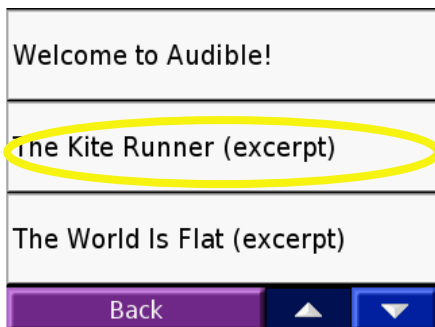 Welcome to Audible!
The Kite Runner (excerpt)
The World Is Flat (excerpt)
Back